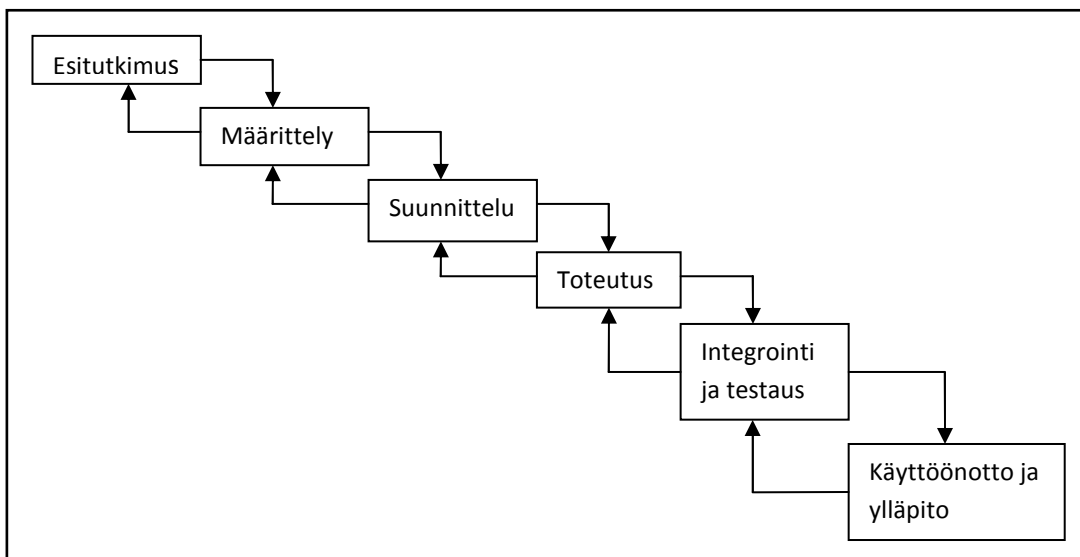 Esitutkimus
Määrittely
Suunnittelu
Toteutus
Integrointi
ja testaus
Käyttöönotto ja
ylläpito